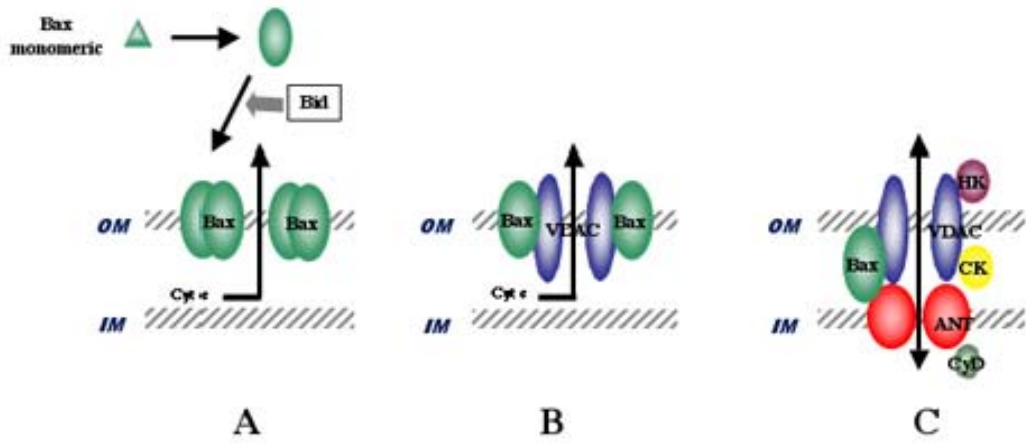 Bax
monomeric
Bid
OM
Bax
Bax
Cyt c
IM
A
OM
Bax
VDAC
Bax
Cyt c
IM
B
HK
OM
VDAC
Bax
CK
IM
ANT
CyD
C